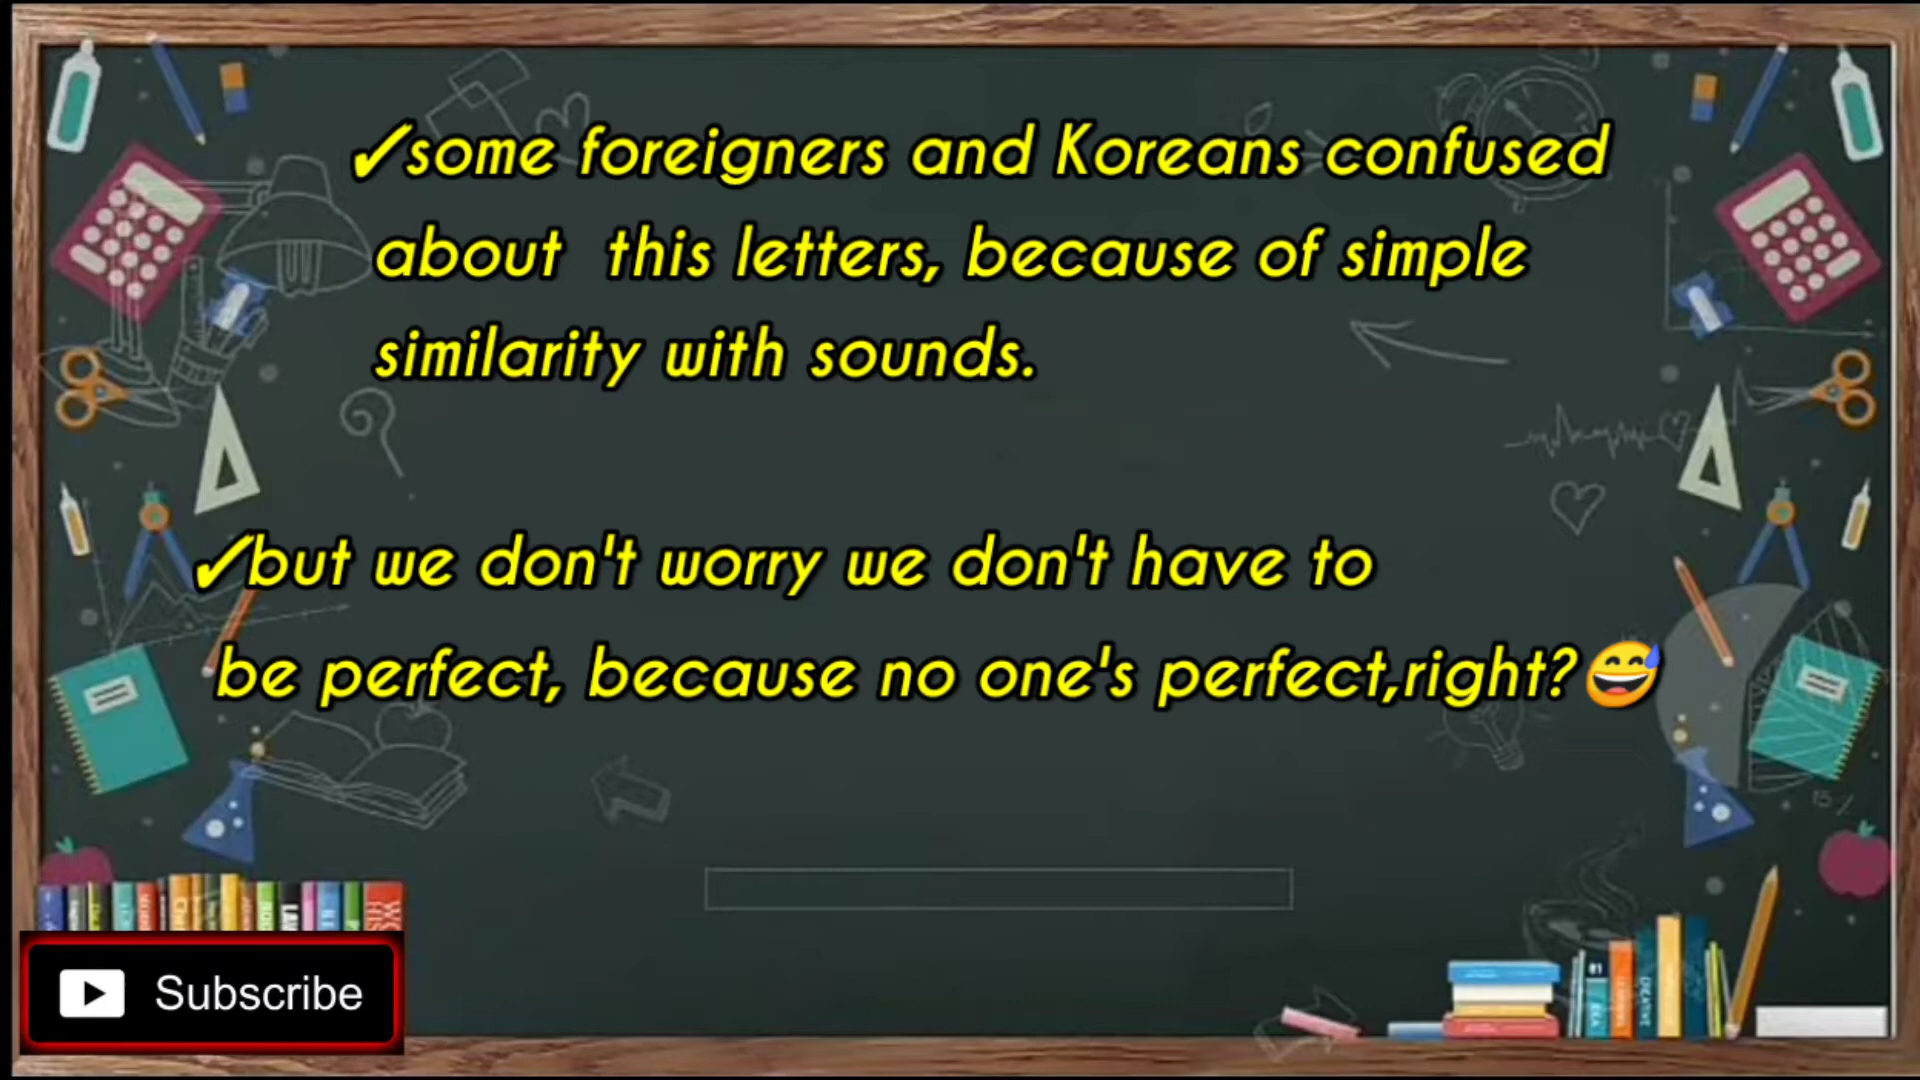 ✓some foreigners and Koreans confused
about this letters, because of simple
similarity with sounds.
✓but we don't worry we don't have to
be perfect, because no one's perfect,right?😅
Subscribe